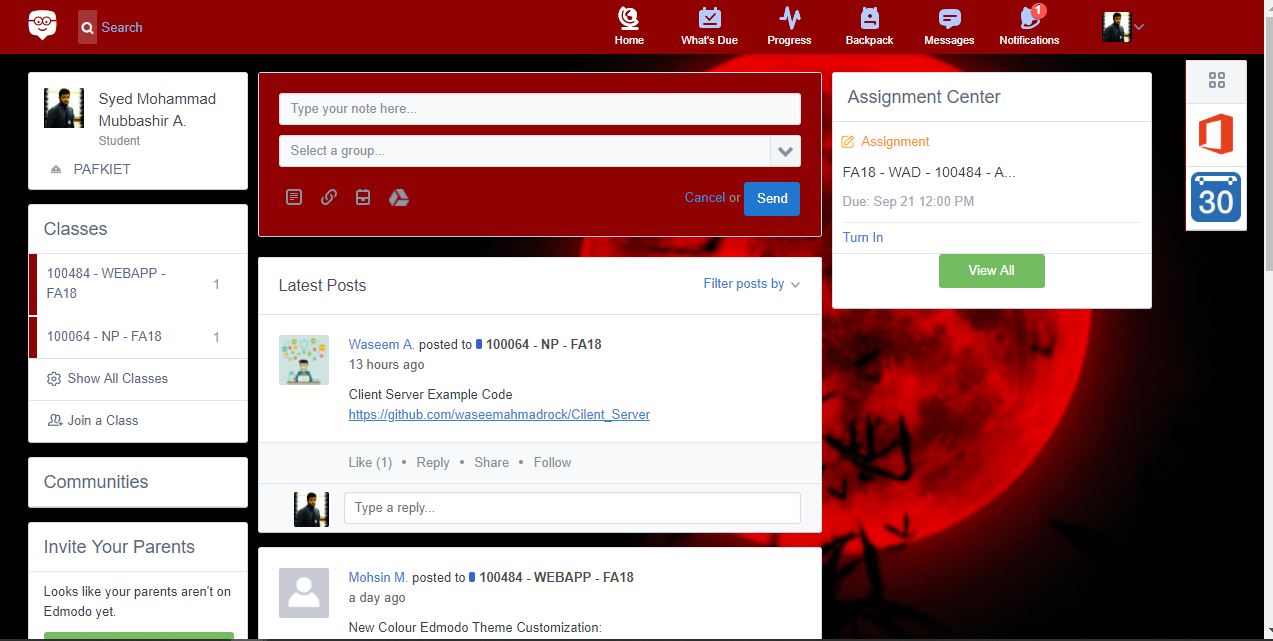 Search
Home
What's Due
Progress
Backpack
Messages
1
Notifications
Syed Mohammad
Mubbashir A.
Student
PAFKIET
Classes
100484 - WEBAPP -
FA18
1
100064 - NP - FA18
1
Show All Classes
Join a Class
Communities
Invite Your Parents
Looks like your parents aren't on
Edmodo yet.
Type your note here...
Select a group...
Cancel or
Send
Latest Posts
Filter posts by
Waseem A. posted to 100064 - NP - FA18
13 hours ago
Client Server Example Code
https://github.com/waseemahmadrock/Cilent_Server
Like (1) • Reply • Share • Follow
Type a reply...
Mohsin M. posted to 100484 - WEBAPP - FA18
a day ago
New Colour Edmodo Theme Customization:
Assignment Center
Assignment
FA18 - WAD - 100484 - A...
Due: Sep 21 12:00 PM
Turn In
View All
30